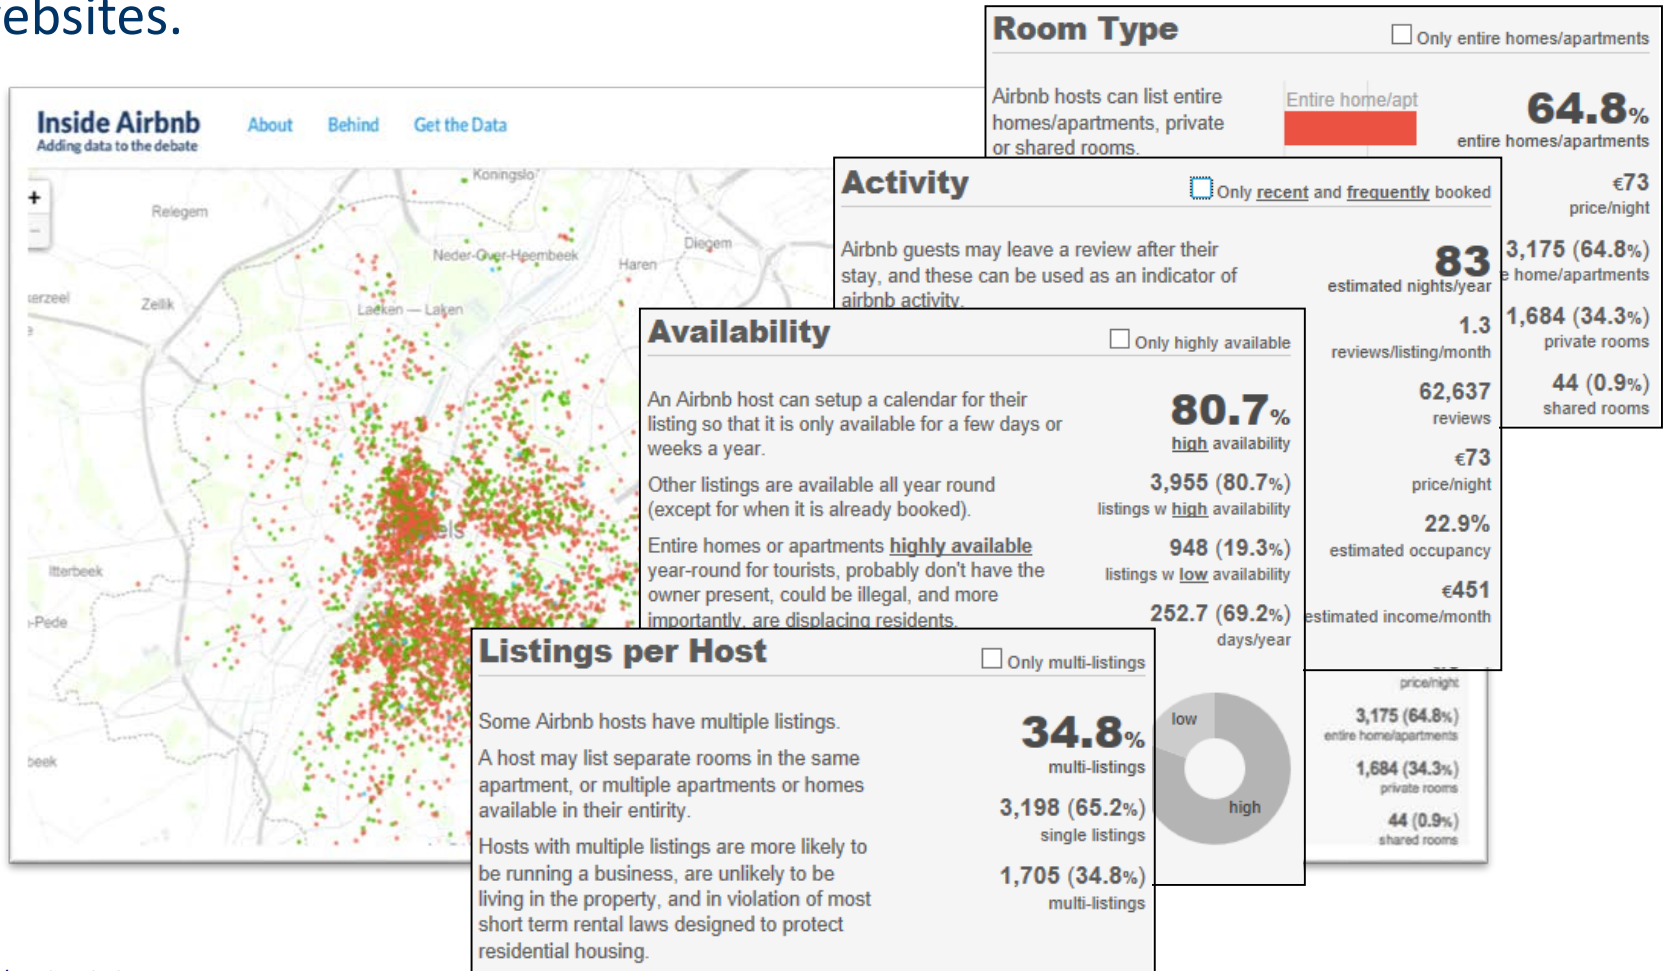 ebsites.
Inside Airbnb
Adding data to the debate
About Behind Get the Data
+
-
Koningslo
Relegem
Diegem
Neder-Over-Heembeek
Haren
Zellik
Laeken — Laken
Itterbeek
-Pede
beek
Room Type
Only entire homes/apartments
Airbnb hosts can list entire
homes/apartments, private
or shared rooms.
Entire home/apt
64.8%
entire homes/apartments
€73
price/night
3,175 (64.8%)
e home/apartments
1,684 (34.3%)
private rooms
44 (0.9%)
shared rooms
Activity
Only recent and frequently booked
Airbnb guests may leave a review after their
stay, and these can be used as an indicator of
airbnb activity.
83
estimated nights/year
1.3
reviews/listing/month
62,637
reviews
€73
price/night
22.9%
estimated occupancy
€451
estimated income/month
Availability
Only highly available
An Airbnb host can setup a calendar for their
listing so that it is only available for a few days or
weeks a year.
Other listings are available all year round
(except for when it is already booked).
Entire homes or apartments highly available
year-round for tourists, probably don't have the
owner present, could be illegal, and more
importantly, are displacing residents.
80.7%
high availability
3,955 (80.7%)
listings w high availability
948 (19.3%)
listings w low availability
252.7 (69.2%)
days/year
low
high
Listings per Host
Only multi-listings
Some Airbnb hosts have multiple listings.
A host may list separate rooms in the same
apartment, or multiple apartments or homes
available in their entirity.
Hosts with multiple listings are more likely to
be running a business, are unlikely to be
living in the property, and in violation of most
short term rental laws designed to protect
residential housing.
34.8%
multi-listings
3,198 (65.2%)
single listings
1,705 (34.8%)
multi-listings
price/night
3,175 (64.8%)
entire home/apartments
1,684 (34.3%)
private rooms
44 (0.9%)
shared rooms